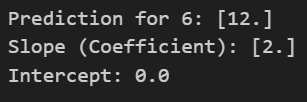 Prediction for 6: [12.]
Slope (Coefficient): [2.]
Intercept: 0.0